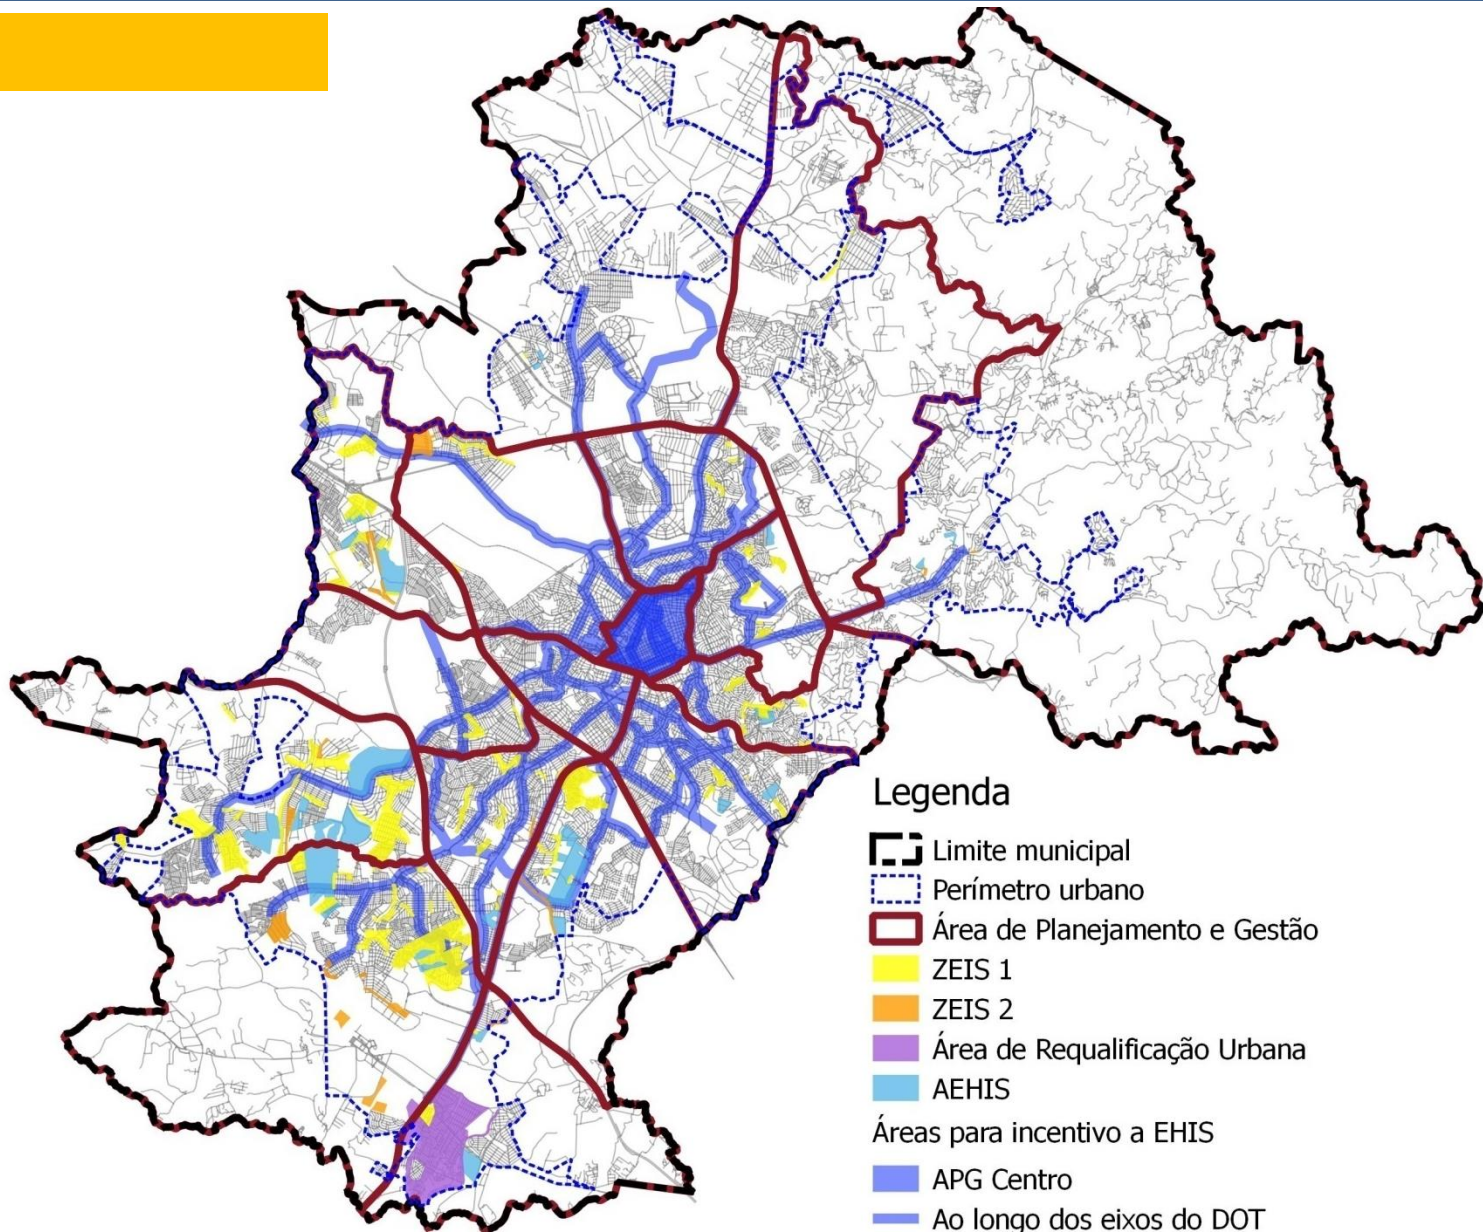 Legenda
Limite municipal
Perímetro urbano
Área de Planejamento e Gestão
ZEIS 1
ZEIS 2
Área de Requalificação Urbana
AEHIS
Áreas para incentivo a EHIS
APG Centro
Ao longo dos eixos do DOT